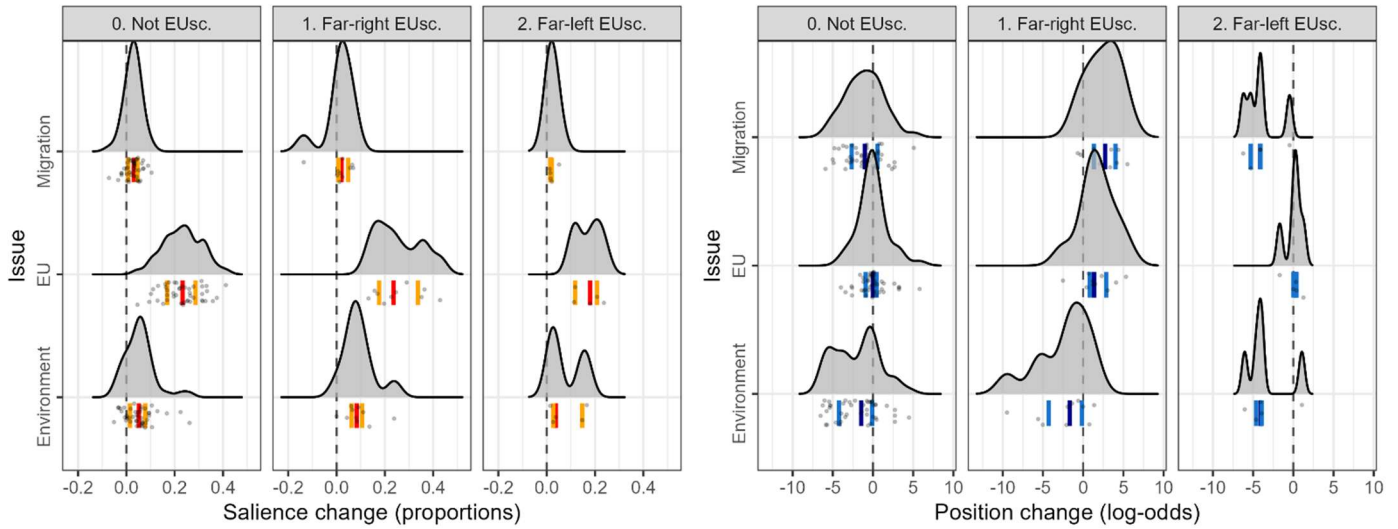 0. Not EUsc.
1. Far-right EUsc.
2. Far-left EUsc.
Issue
Migration
EU
Environment
-0.2 0.0 0.2 0.4
-0.2 0.0 0.2 0.4
-0.2 0.0 0.2 0.4
Salience change (proportions)
0. Not EUsc.
1. Far-right EUsc.
2. Far-left EUsc.
Issue
Migration
EU
Environment
-10 -5 0 5 10
-10 -5 0 5 10
-10 -5 0 5 10
Position change (log-odds)